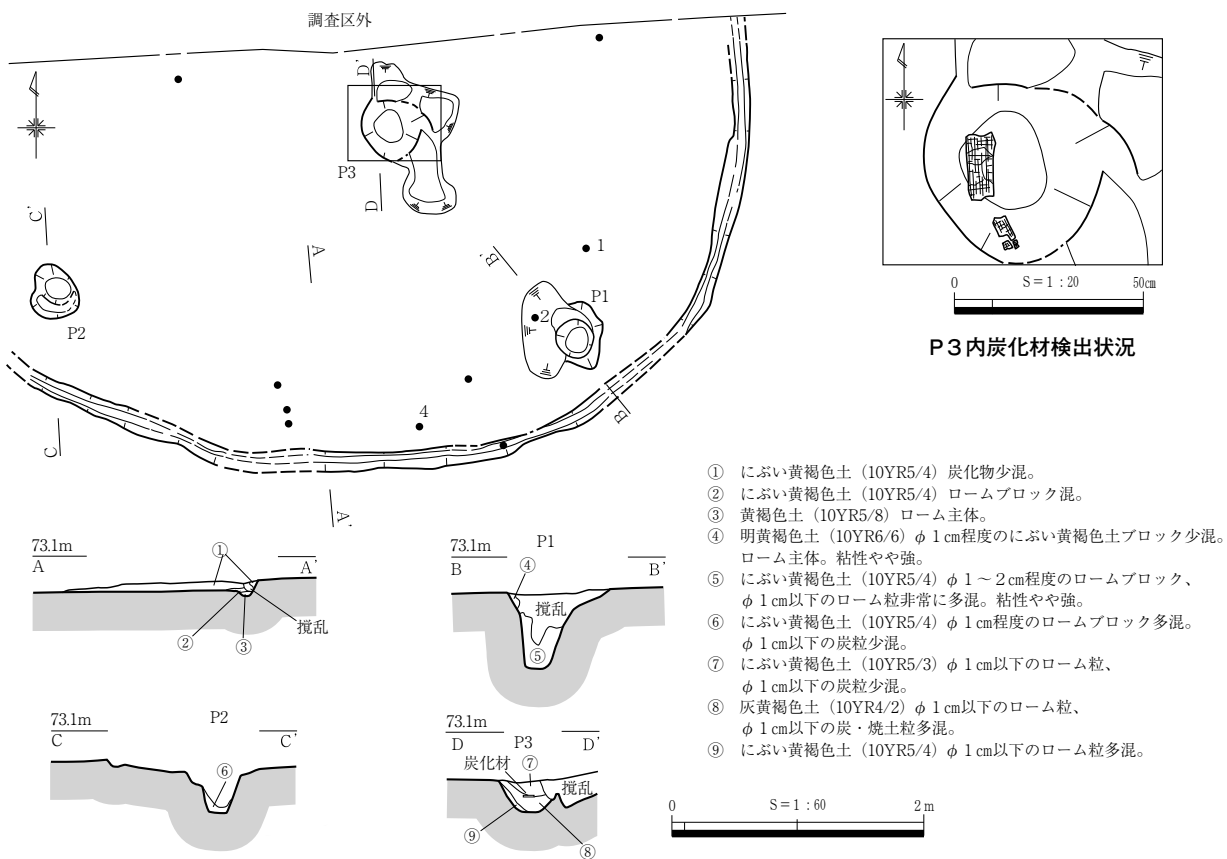 調査区外
D'
P3
D
C'
P2
C
A
A'
B'
1
P1
2
B
4
0 S＝1：20 50㎝
P３内炭化材検出状況
① にぶい黄褐色土（10YR5/4）炭化物少混。
② にぶい黄褐色土（10YR5/4）ロームブロック混。
③ 黄褐色土（10YR5/8）ローム主体。
④ 明黄褐色土（10YR6/6）φ１㎝程度のにぶい黄褐色土ブロック少混。
ローム主体。粘性やや強。
⑤ にぶい黄褐色土（10YR5/4）φ１～２㎝程度のロームブロック、
φ１㎝以下のローム粒非常に多混。粘性やや強。
⑥ にぶい黄褐色土（10YR5/4）φ１㎝程度のロームブロック多混。
φ１㎝以下の炭粒少混。
⑦ にぶい黄褐色土（10YR5/3）φ１㎝以下のローム粒、
φ１㎝以下の炭粒少混。
⑧ 灰黄褐色土（10YR4/2）φ１㎝以下のローム粒、
φ１㎝以下の炭・焼土粒多混。
⑨ にぶい黄褐色土（10YR5/4）φ１㎝以下のローム粒多混。
73.1m
A A'
①
② ③ 撹乱
P1
73.1m
B B'
④
撹乱
⑤
P2
73.1m
C C'
⑥
73.1m
D P3 D'
炭化材 ⑦
撹乱
⑨ ⑧
0 S＝1：60 2ｍ